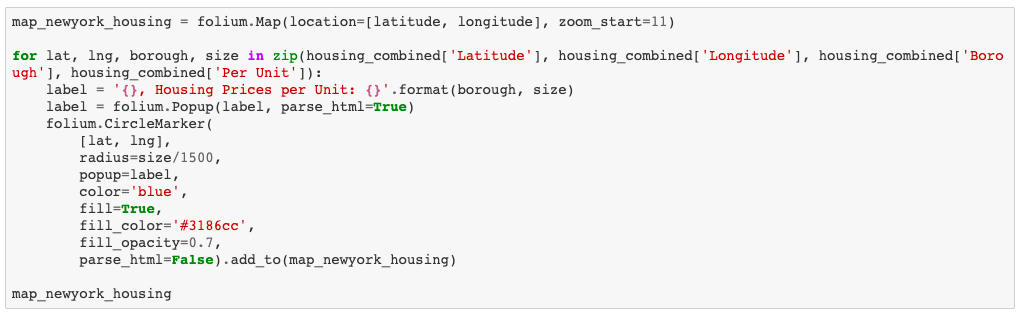 map_newyork_housing = folium.Map(location=[latitude, longitude], zoom_start=11)

for lat, lng, borough, size in zip(housing_combined['Latitude'], housing_combined['Longitude'], housing_combined['Boro
ugh'], housing_combined['Per Unit']):
    label = '{}, Housing Prices per Unit: {}'.format(borough, size)
    label = folium.Popup(label, parse_html=True)
    folium.CircleMarker(
        [lat, lng],
        radius=size/1500,
        popup=label,
        color='blue',
        fill=True,
        fill_color='#3186cc',
        fill_opacity=0.7,
        parse_html=False).add_to(map_newyork_housing)

map_newyork_housing